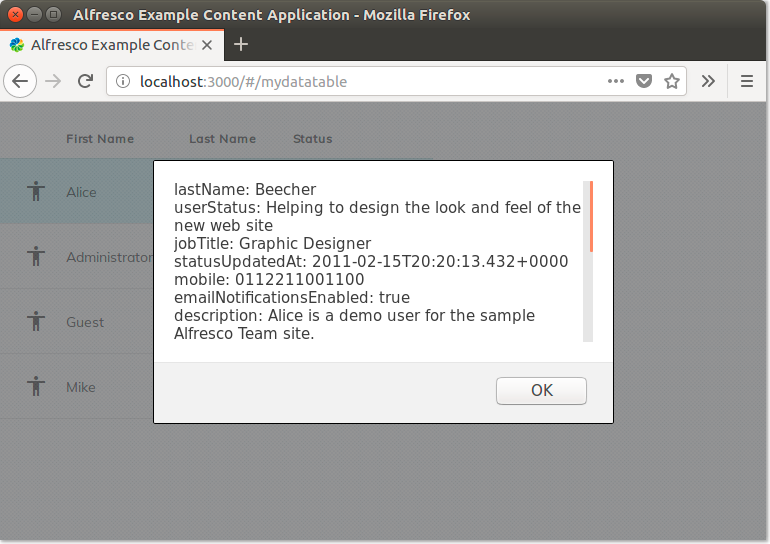 Alfresco Example Content Application - Mozilla Firefox
Alfresco Example Conte
localhost:3000/#/mydatatable
First Name Last Name Status
Alice
Administrator
Guest
Mike
lastName: Beecher
userStatus: Helping to design the look and feel of the
new web site
jobTitle: Graphic Designer
statusUpdatedAt: 2011-02-15T20:20:13.432+0000
mobile: 0112211001100
emailNotificationsEnabled: true
description: Alice is a demo user for the sample
Alfresco Team site.
OK